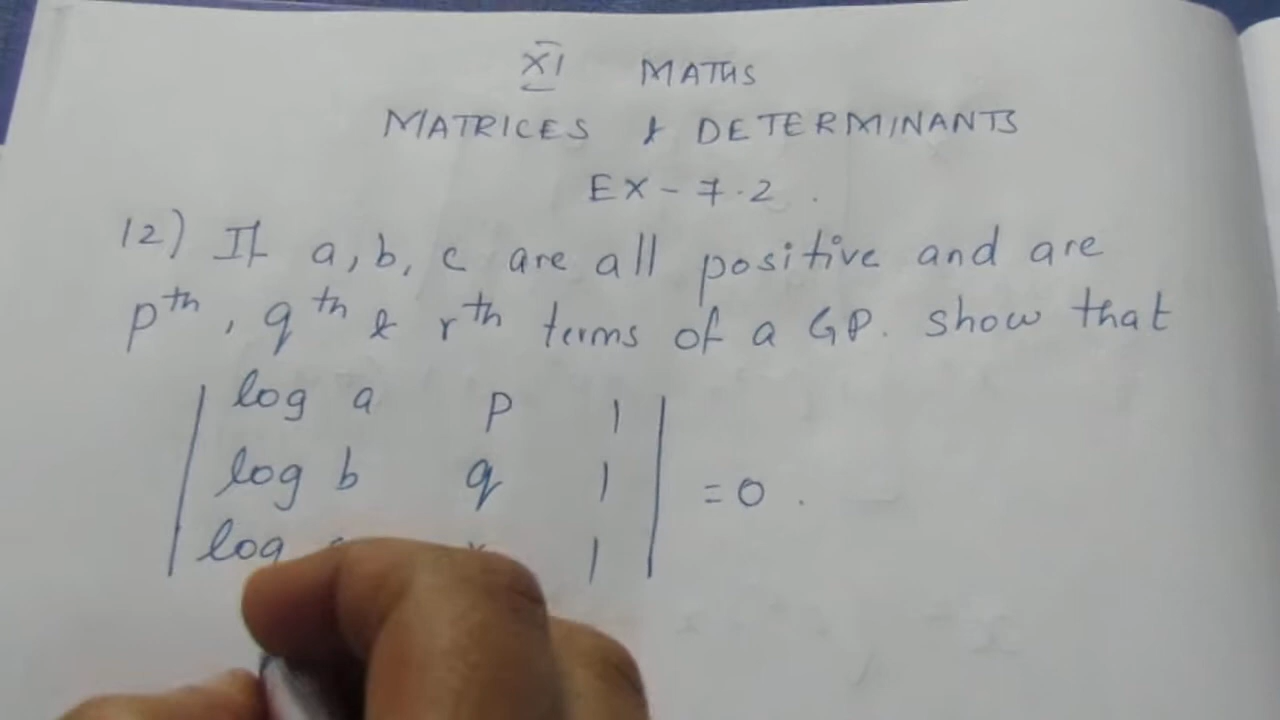 XI MATHS
MATRICES & DETERMINANTS
EX - 7.2.
12) If a, b, c are all positive and are
pth, qth & rth terms of a GP. show that
log a p 1
log b q 1 = 0.
log 1